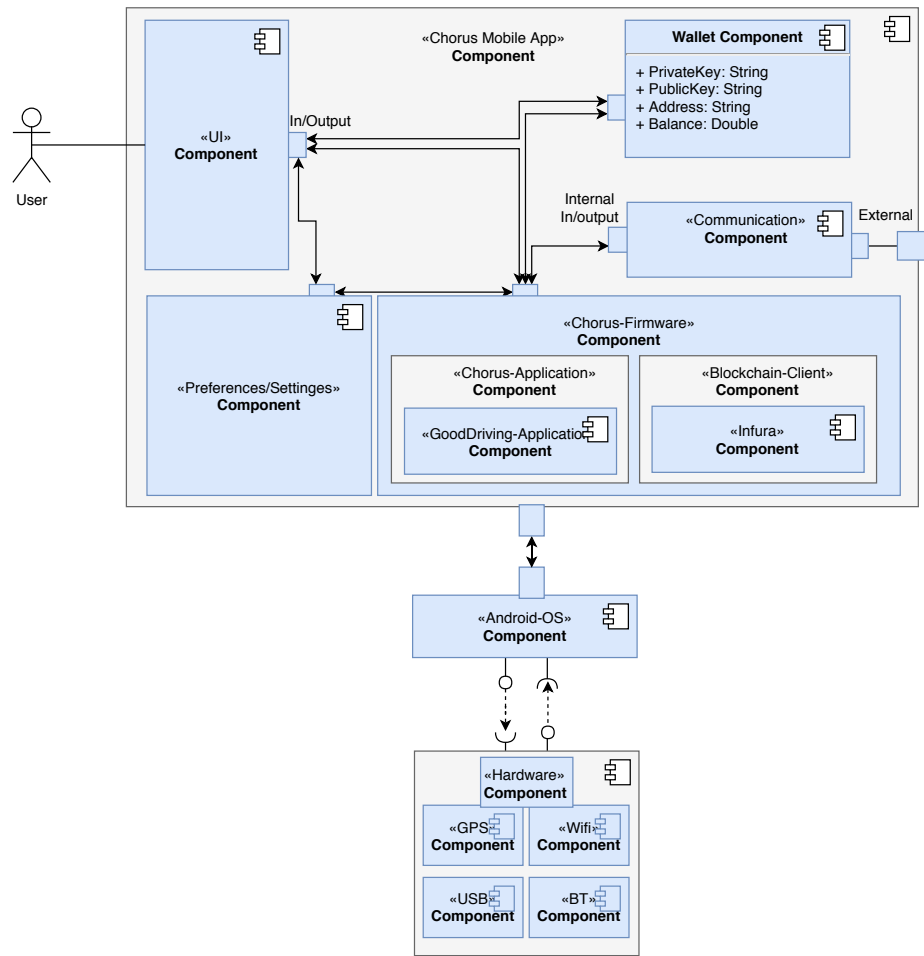 «Chorus Mobile App»
Component
Wallet Component
+ PrivateKey: String
+ PublicKey: String
+ Address: String
+ Balance: Double
In/Output
«UI»
Component
User
Internal
In/output
«Communication»
Component
External
«Preferences/Settinges»
Component
«Chorus-Firmware»
Component
«Chorus-Application»
Component
«GoodDriving-Application
Component
«Blockchain-Client»
Component
«Infura»
Component
«Android-OS»
Component
«Hardware»
Component
«GPS»
Component
«Wifi»
Component
«USB»
Component
«BT»
Component